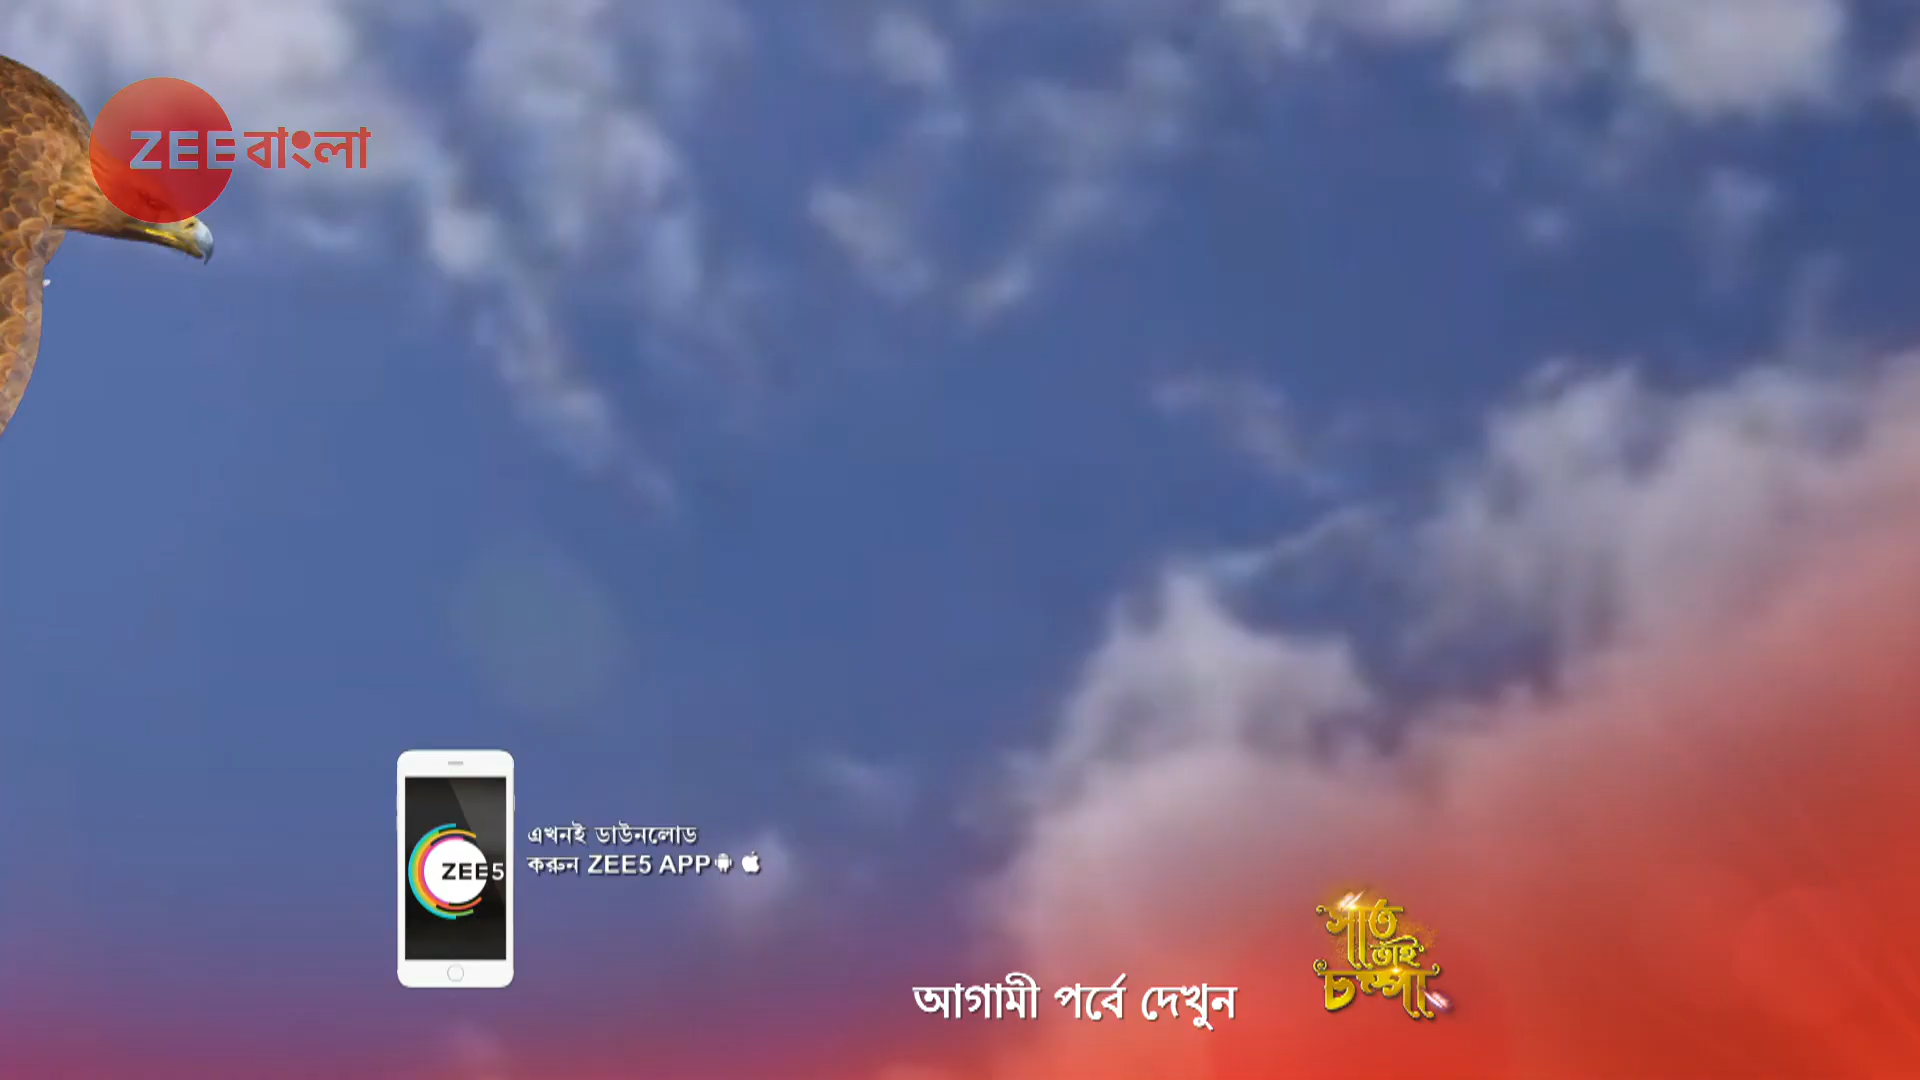 ZEE বাংলা
ZEE5
এখনই ডাউনলোড
করুন ZEE5 APP
আগামী পর্বে দেখুন
সাত
ভাই
চম্পা